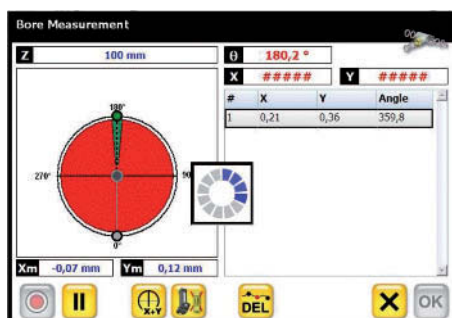 Bore Measurement
Z 100 mm
θ 180,2 °
X ##### Y #####
# X Y Angle
1 0,21 0,36 359,8
180°
270° 90
0°
Xm -0,07 mm Ym 0,12 mm
X+Y DEL OK